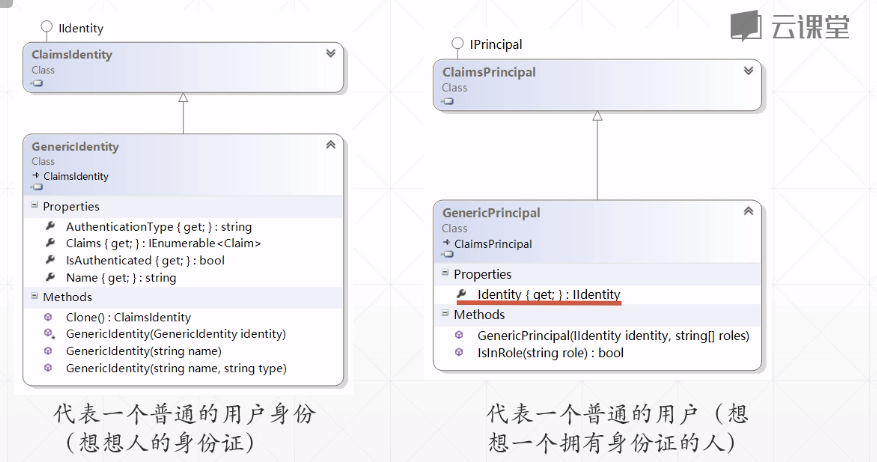 云课堂
IIdentity
ClaimsIdentity
Class
GenericIdentity
Class
ClaimsIdentity
Properties
AuthenticationType { get; } : string
Claims { get; } : IEnumerable<Claim>
IsAuthenticated { get; } : bool
Name { get; } : string
Methods
Clone() : ClaimsIdentity
GenericIdentity(GenericIdentity identity)
GenericIdentity(string name)
GenericIdentity(string name, string type)
代表一个普通的用户身份
（想想人的身份证）
IPrincipal
ClaimsPrincipal
Class
GenericPrincipal
Class
ClaimsPrincipal
Properties
Identity { get; } : IIdentity
Methods
GenericPrincipal(IIdentity identity, string[] roles)
IsInRole(string role) : bool
代表一个普通的用户（想
想一个拥有身份证的人）